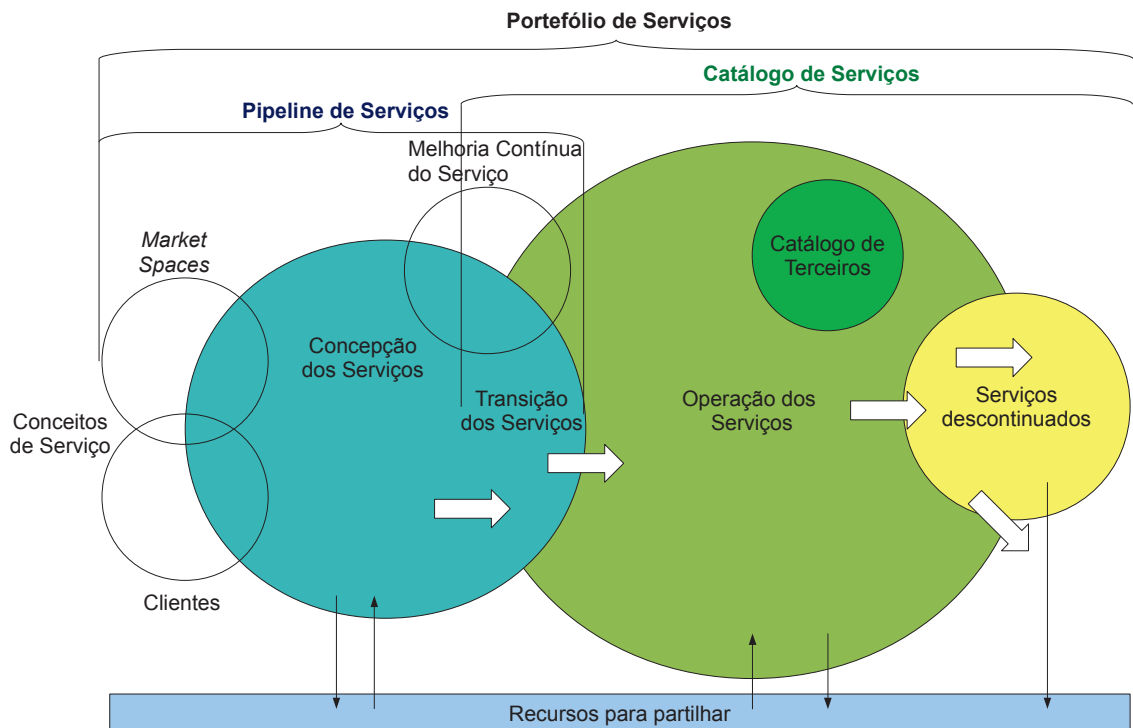 Portefólio de Serviços
Catálogo de Serviços
Pipeline de Serviços
Melhoria Contínua
do Serviço
Market
Spaces
Catálogo de
Terceiros
Concepção
dos Serviços
Transição
dos Serviços
Operação dos
Serviços
Serviços
descontinuados
Conceitos
de Serviço
Clientes
Recursos para partilhar